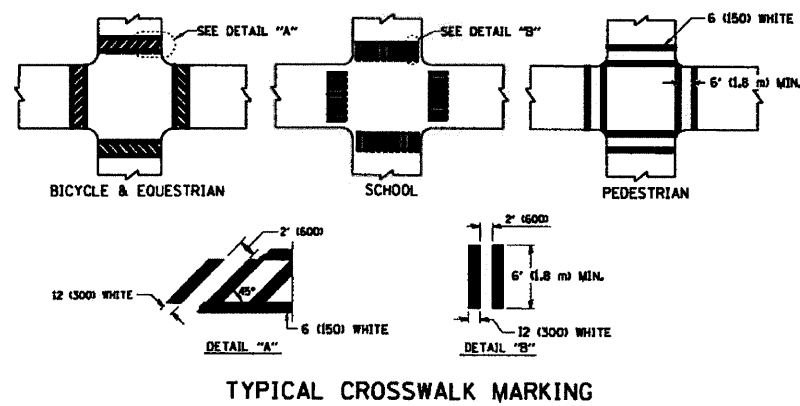 SEE DETAIL "A"
SEE DETAIL "B"
6 (150) WHITE
6' (1.8 m) MIN.
BICYCLE & EQUESTRIAN
SCHOOL
PEDESTRIAN
2' (600)
12 (300) WHITE
45°
6 (150) WHITE
DETAIL "A"
2' (600)
6' (1.8 m) MIN.
12 (300) WHITE
DETAIL "B"
TYPICAL CROSSWALK MARKING